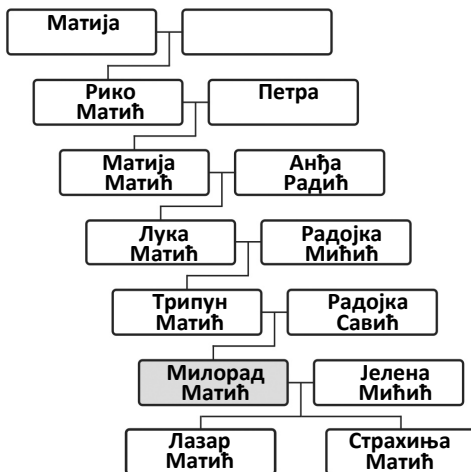 Матија
Рико
Матић
Петра
Матија
Матић
Анђа
Радић
Лука
Матић
Радојка
Мићић
Трипун
Матић
Радојка
Савић
Милорад
Матић
Јелена
Мићић
Лазар
Матић
Страхиња
Матић